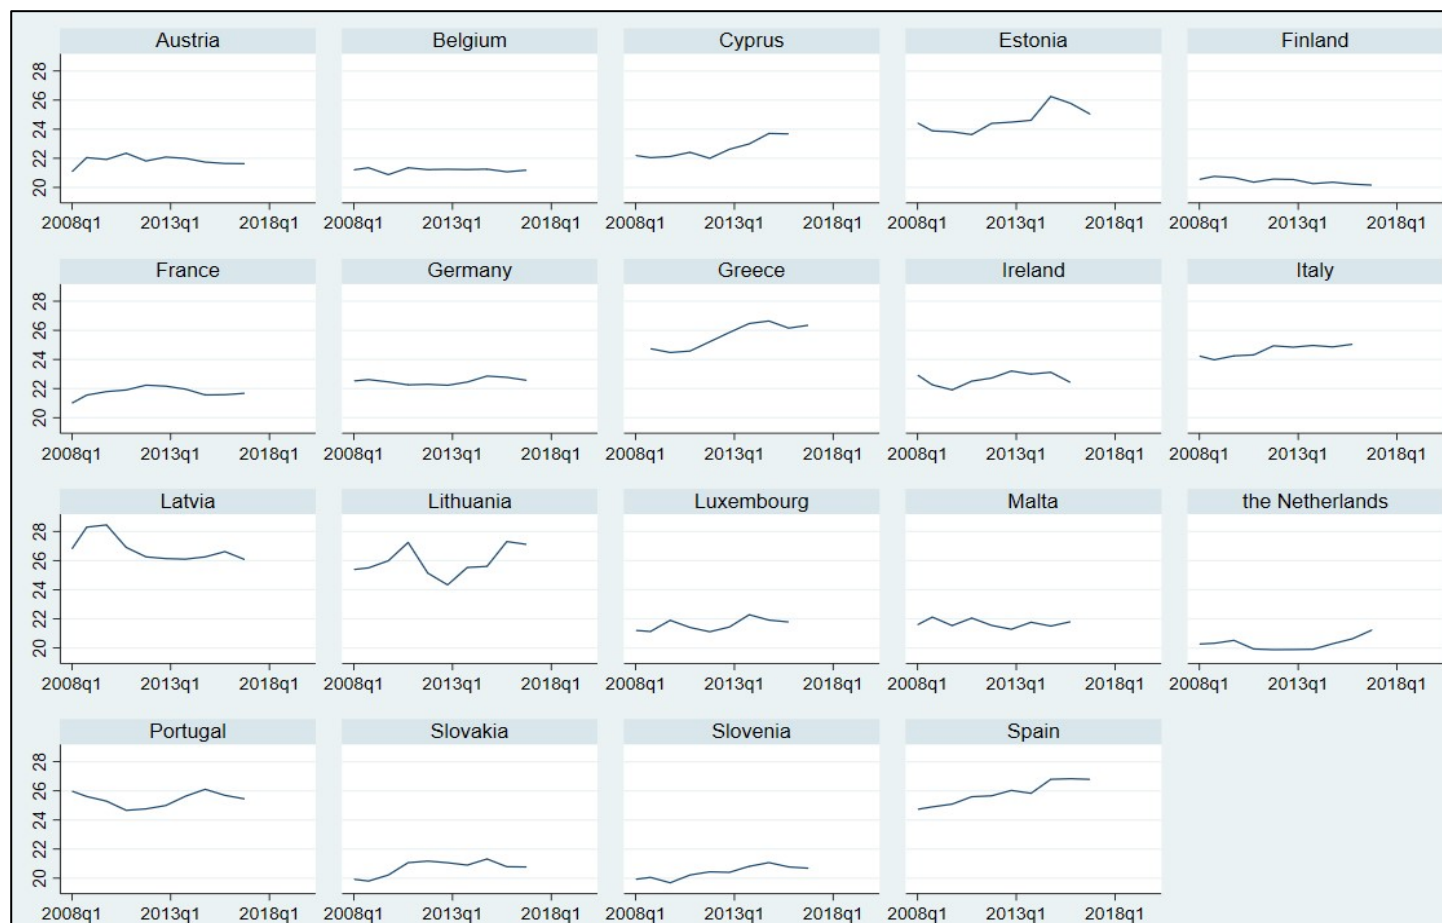 Austria Belgium Cyprus Estonia Finland
28
26
24
22
20
2008q1 2013q1 2018q1 2008q1 2013q1 2018q1 2008q1 2013q1 2018q1 2008q1 2013q1 2018q1 2008q1 2013q1 2018q1
France Germany Greece Ireland Italy
28
26
24
22
20
2008q1 2013q1 2018q1 2008q1 2013q1 2018q1 2008q1 2013q1 2018q1 2008q1 2013q1 2018q1 2008q1 2013q1 2018q1
Latvia Lithuania Luxembourg Malta the Netherlands
28
26
24
22
20
2008q1 2013q1 2018q1 2008q1 2013q1 2018q1 2008q1 2013q1 2018q1 2008q1 2013q1 2018q1 2008q1 2013q1 2018q1
Portugal Slovakia Slovenia Spain
28
26
24
22
20
2008q1 2013q1 2018q1 2008q1 2013q1 2018q1 2008q1 2013q1 2018q1 2008q1 2013q1 2018q1